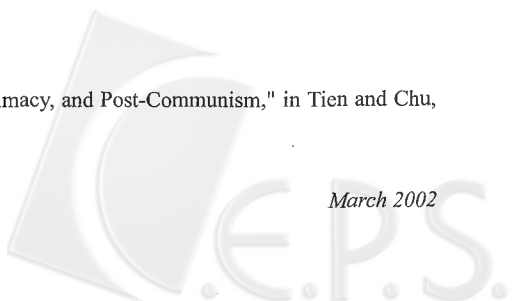 macy, and Post-Communism," in Tien and Chu,
March 2002
C.E.P.S.